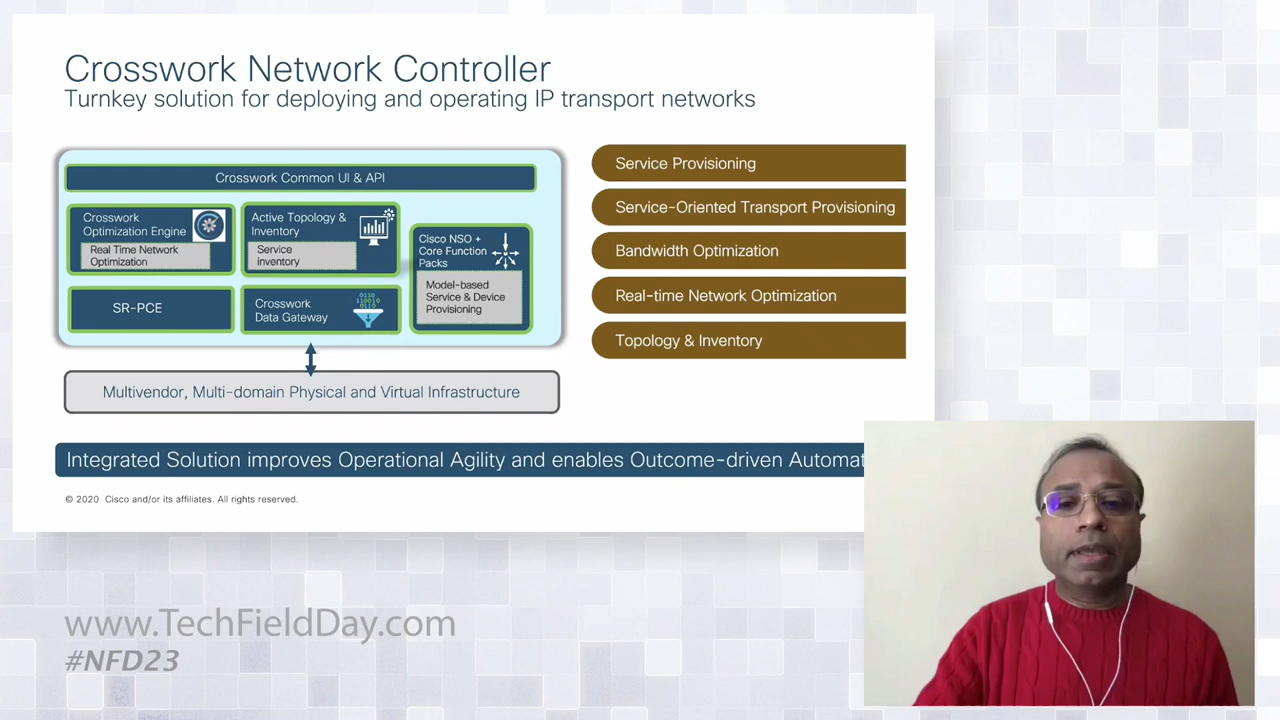 Crosswork Network Controller
Turnkey solution for deploying and operating IP transport networks
Crosswork Common UI & API
Crosswork
Optimization Engine
Real Time Network
Optimization
Active Topology &
Inventory
Service
inventory
Cisco NSO +
Core Function
Packs
Model-based
Service & Device
Provisioning
SR-PCE
Crosswork
Data Gateway
0110
110010
0110
Multivendor, Multi-domain Physical and Virtual Infrastructure
Service Provisioning
Service-Oriented Transport Provisioning
Bandwidth Optimization
Real-time Network Optimization
Topology & Inventory
Integrated Solution improves Operational Agility and enables Outcome-driven Automat
© 2020 Cisco and/or its affiliates. All rights reserved.
www.TechFieldDay.com
#NFD23